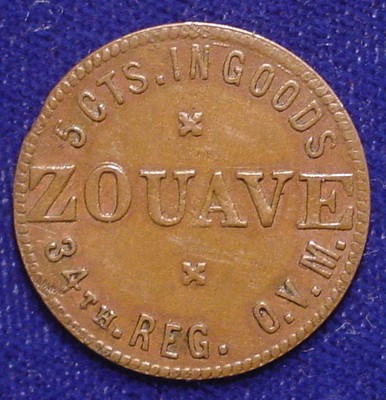 5 CTS. IN GOODS
ZOUAVE
34TH. REG. O.V.M.